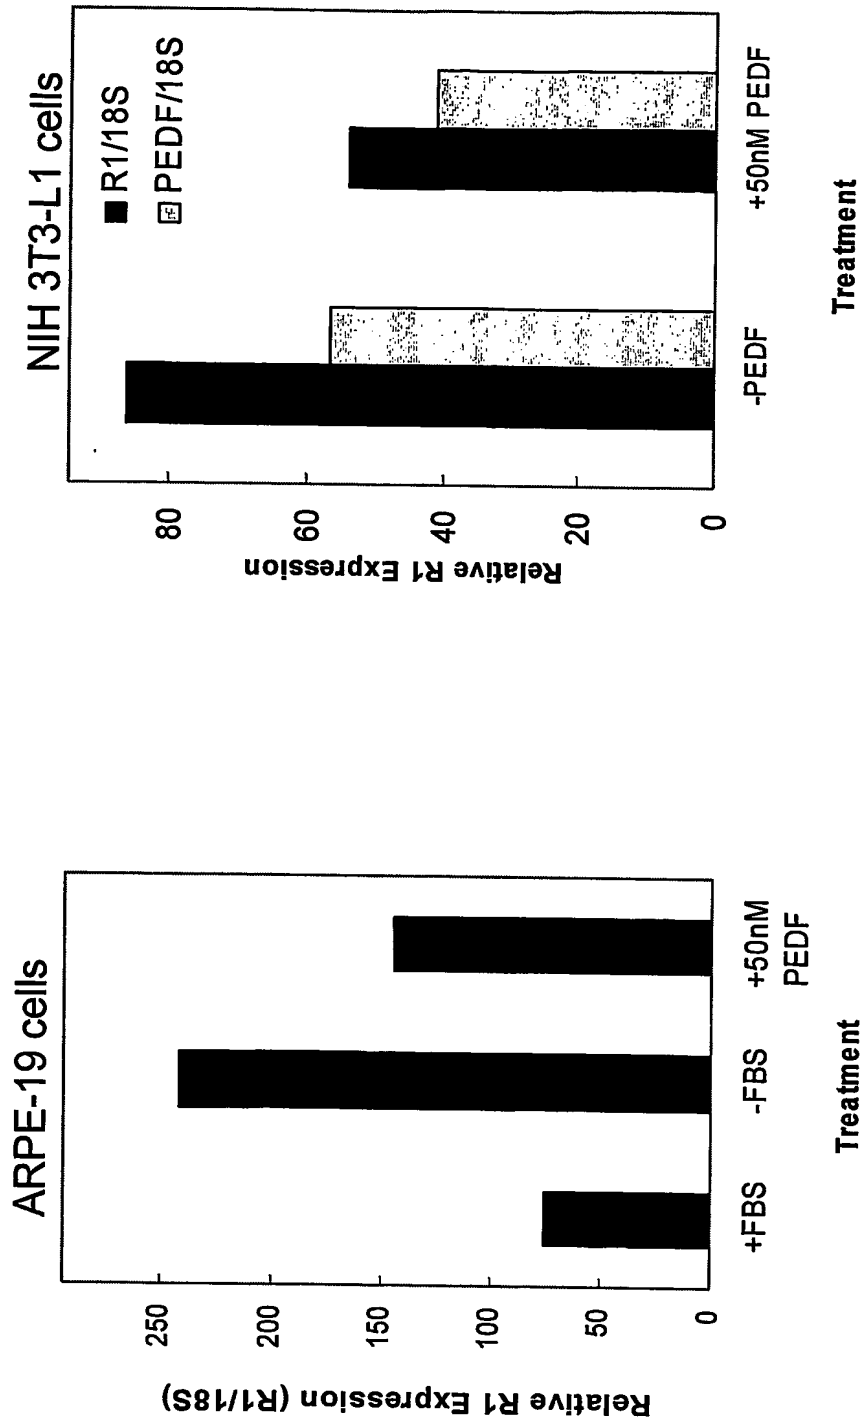 ARPE-19 cells
Relative R1 Expression (R1/18S)
250
200
150
100
50
0
+FBS
-FBS
+50nM
PEDF
Treatment
NIH 3T3-L1 cells
R1/18S
PEDF/18S
Relative R1 Expression
80
60
40
20
0
-PEDF
+50nM PEDF
Treatment